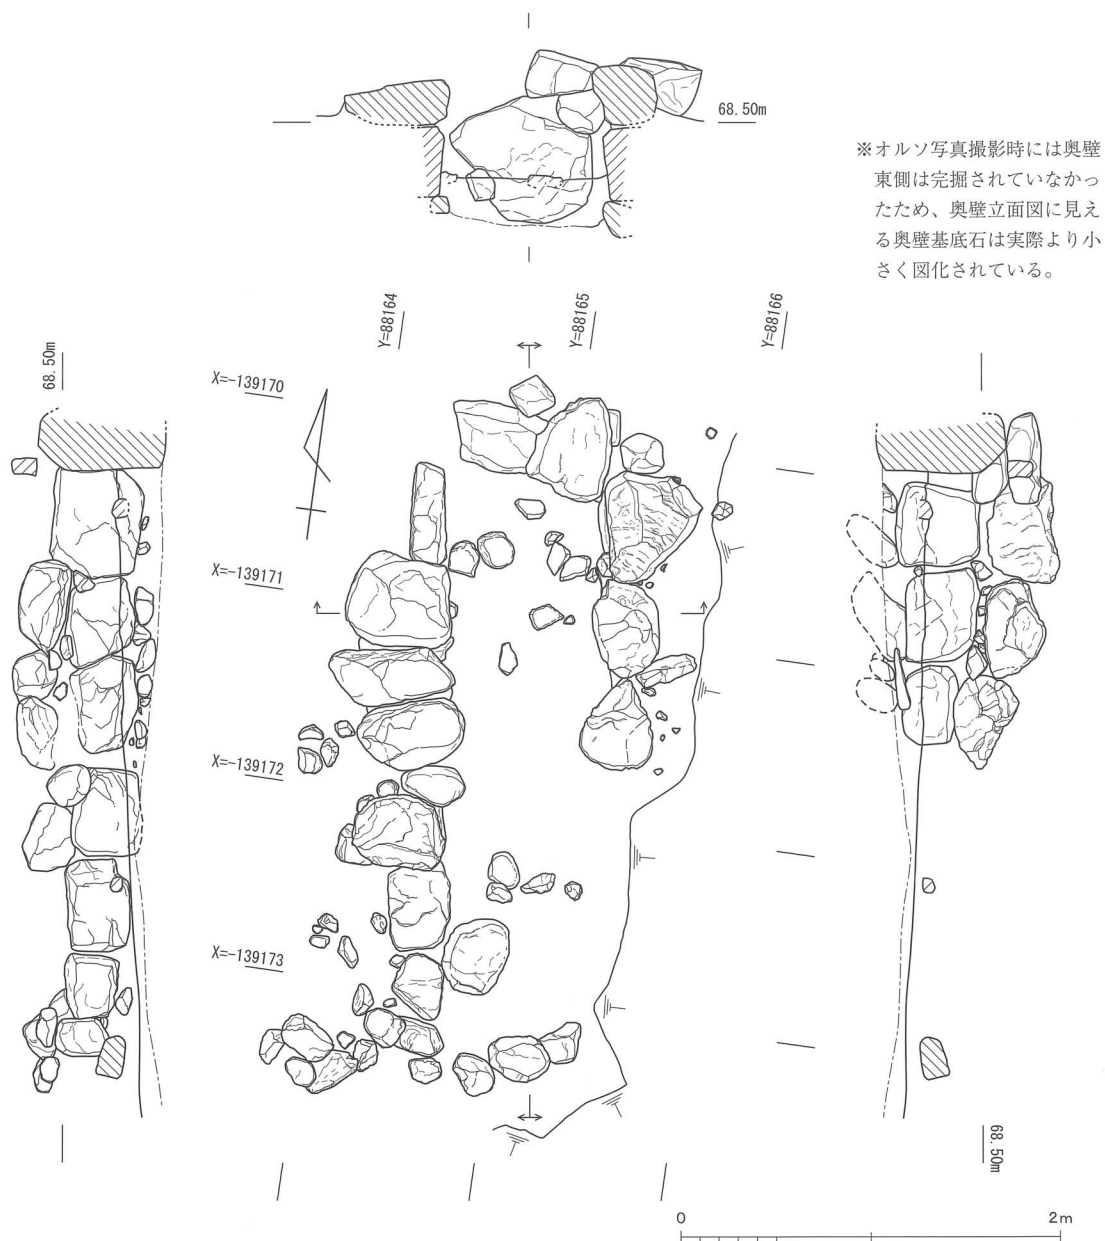 68.50m
※オルソ写真撮影時には奥壁
東側は完掘されていなかっ
たため、奥壁立面図に見え
る奥壁基底石は実際より小
さく図化されている。
Y=88164
Y=88165
Y=88166
68.50m
X=-139170
X=-139171
X=-139172
X=-139173
68.50m
0
2m